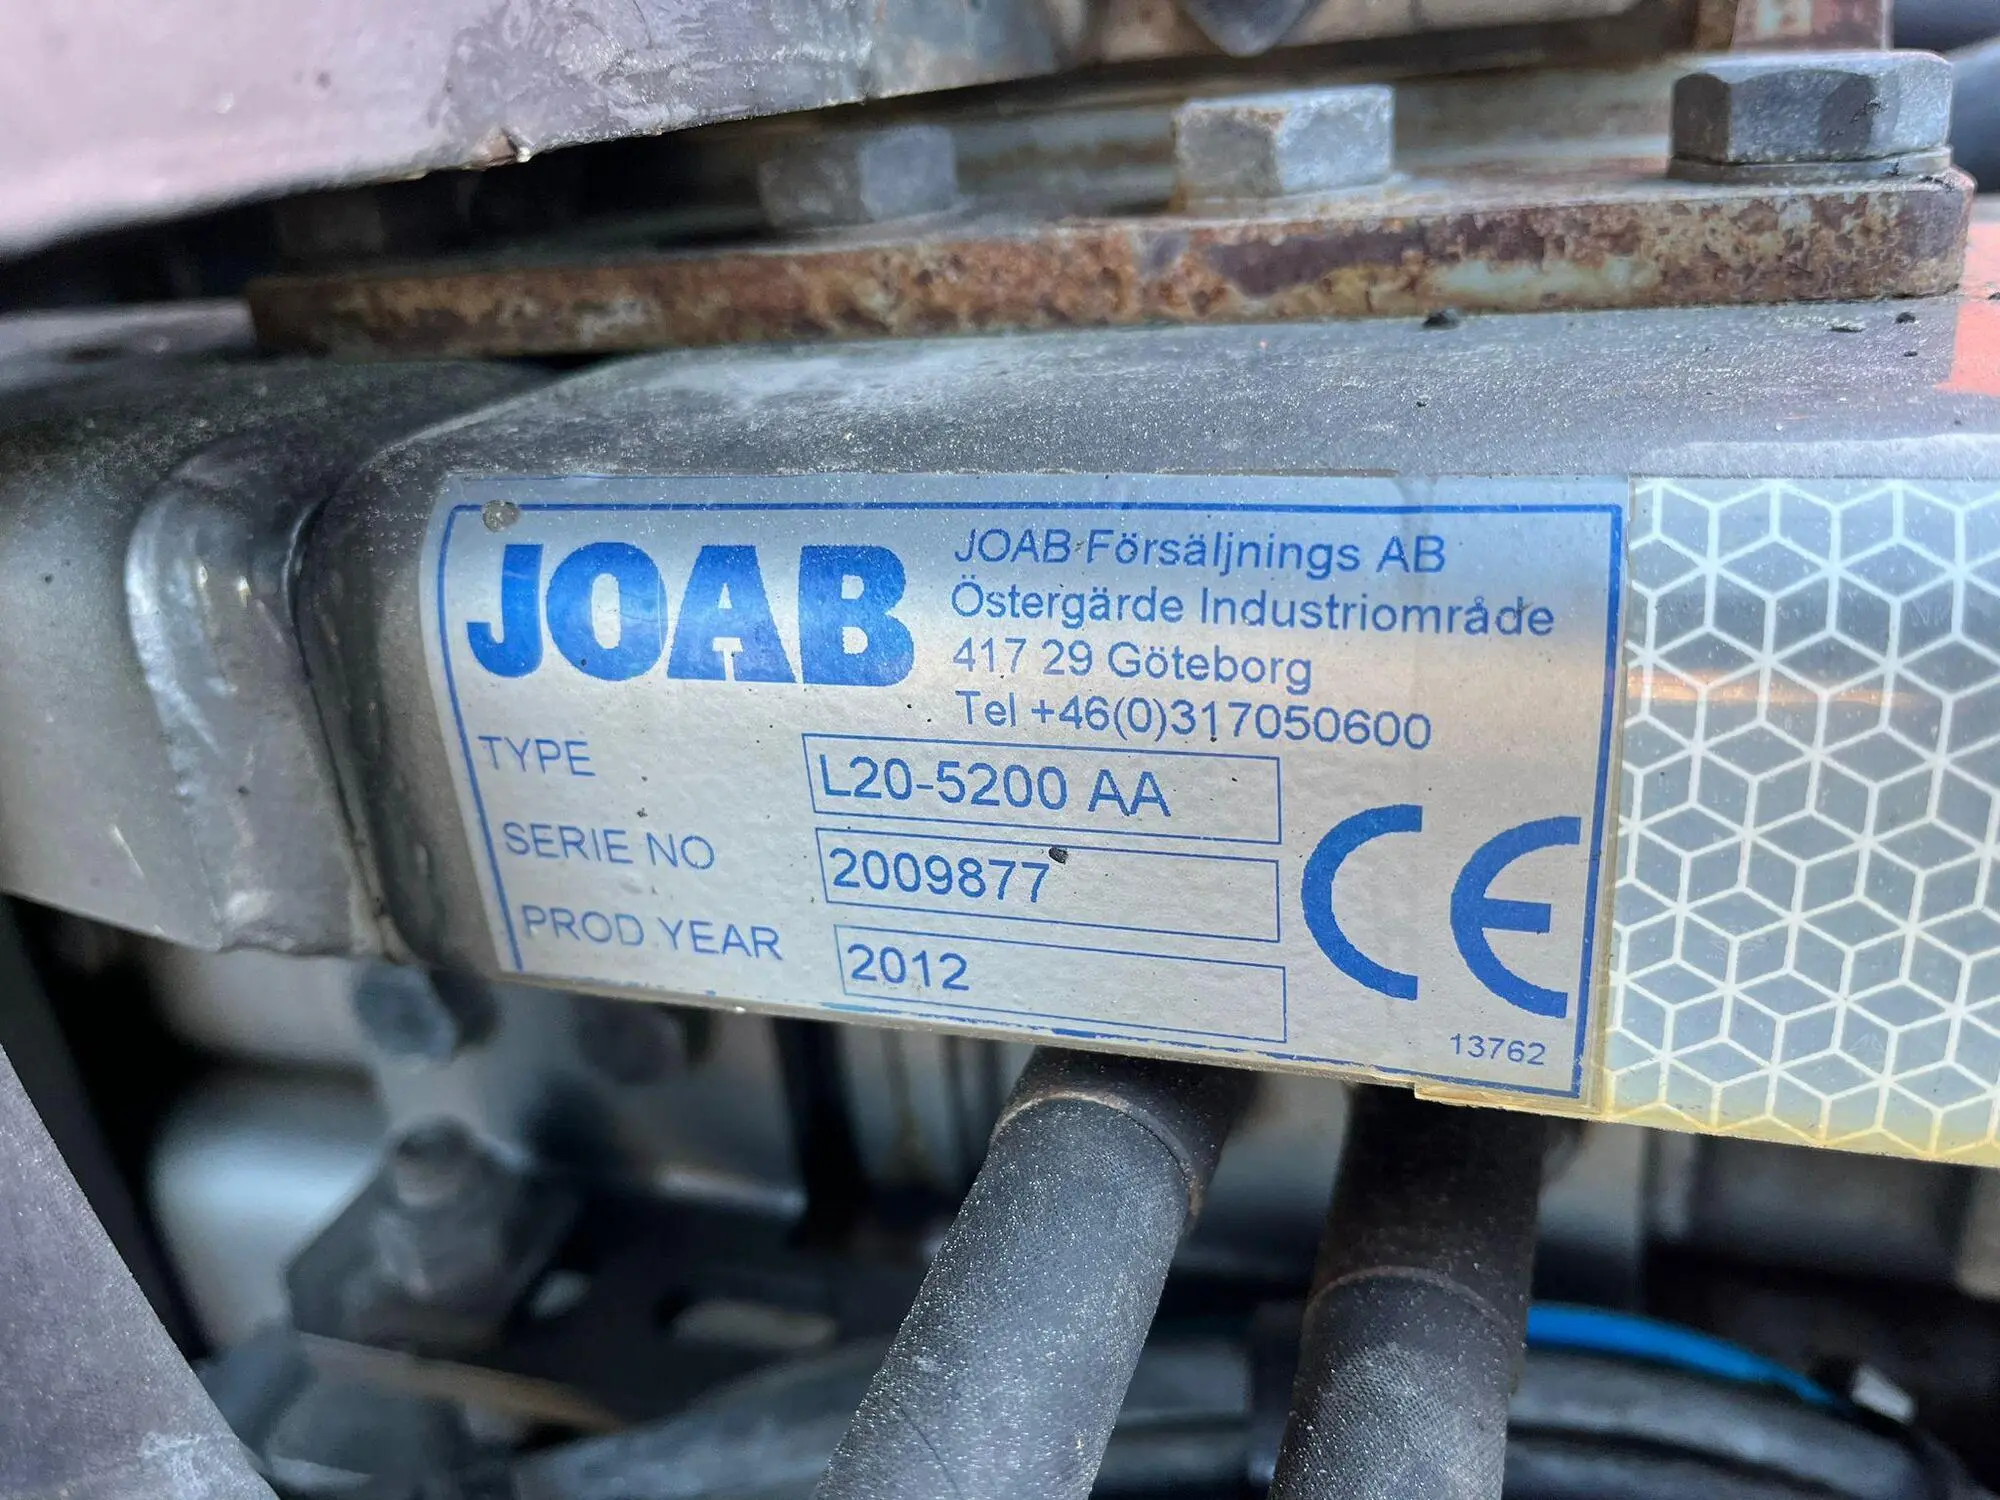 JOAB
JOAB Försäljnings AB
Östergärde Industriområde
417 29 Göteborg
Tel +46(0)317050600
TYPE L20-5200 AA
SERIE NO 2009877
PROD YEAR 2012
CE
13762